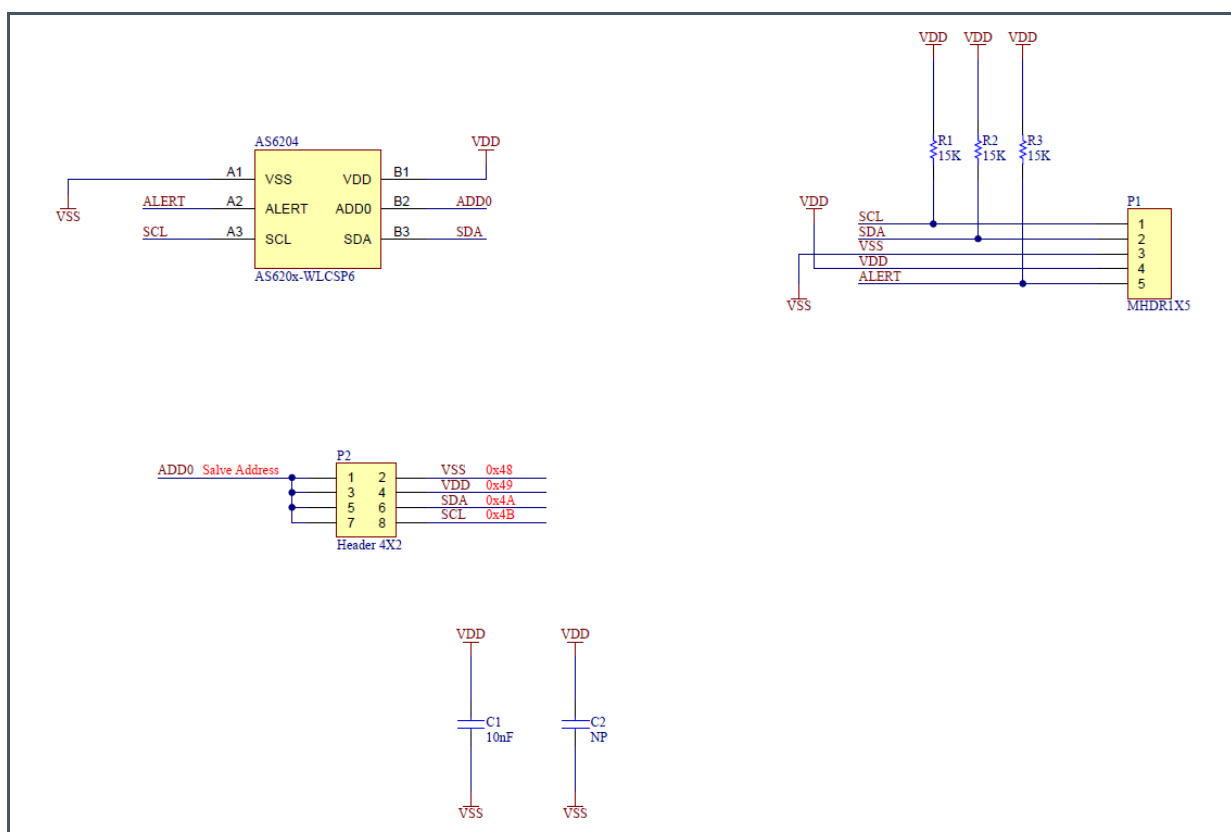 AS6204
VDD
A1 VSS VDD B1
ALERT A2 ALERT ADD0 B2 ADD0
VSS
SCL A3 SCL SDA B3 SDA
AS620x-WLCSP6
VDD VDD VDD
R1 R2 R3
15K 15K 15K
P1
VDD
SCL 1
SDA 2
VSS 3
VDD 4
ALERT 5
VSS
MHDR1X5
P2
ADD0 Salve Address 1 2 VSS 0x48
3 4 VDD 0x49
5 6 SDA 0x4A
7 8 SCL 0x4B
Header 4X2
VDD VDD
C1 C2
10nF NP
VSS VSS